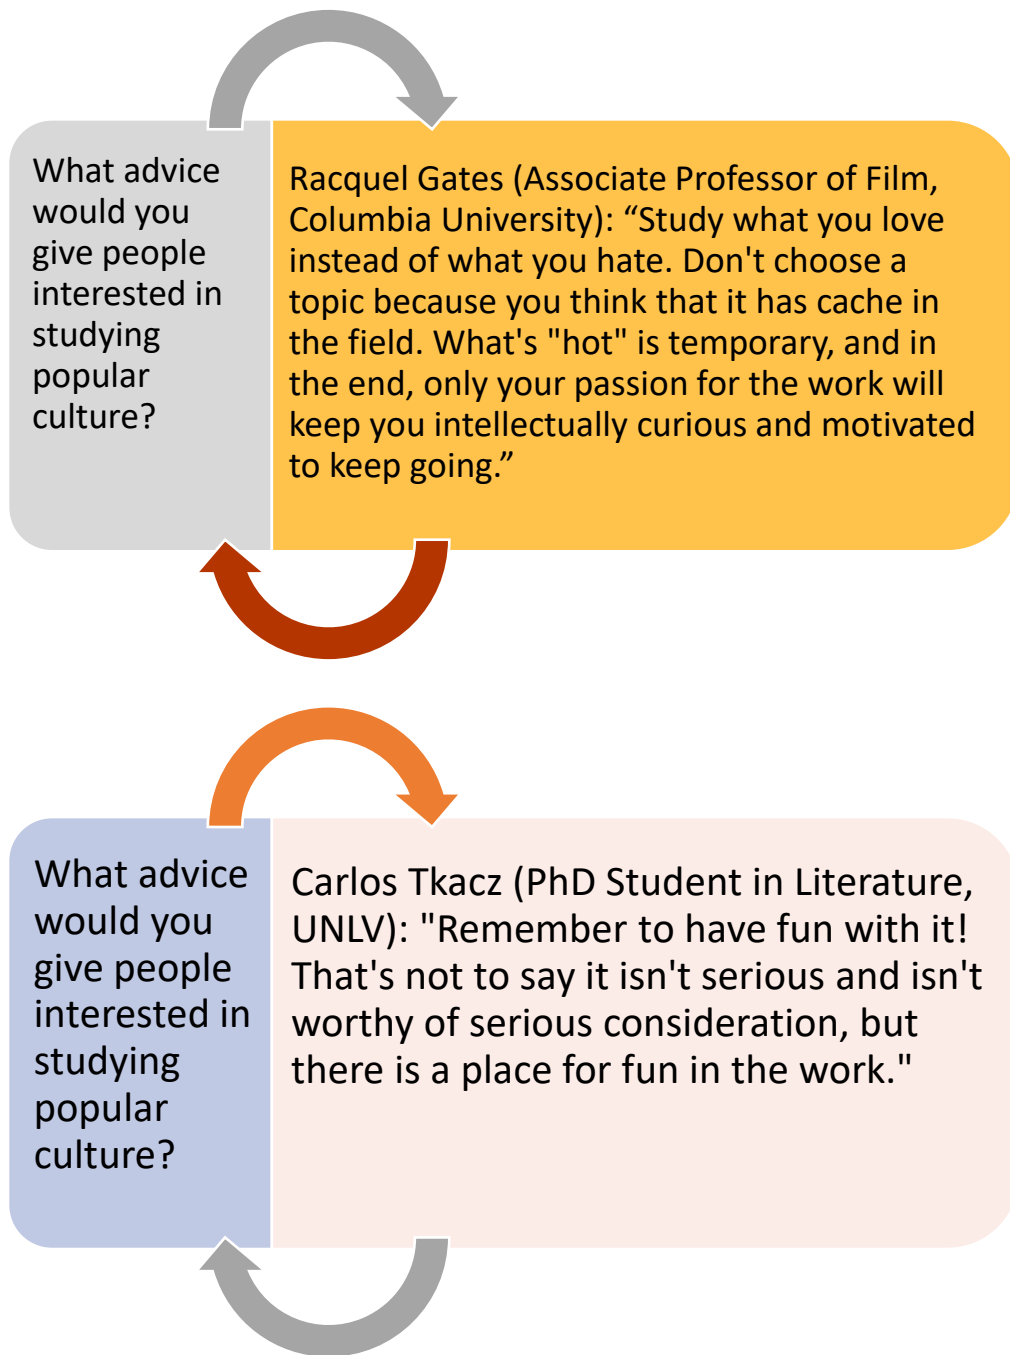 What advice
would you
give people
interested in
studying
popular
culture?
Racquel Gates (Associate Professor of Film,
Columbia University): “Study what you love
instead of what you hate. Don't choose a
topic because you think that it has cache in
the field. What's "hot" is temporary, and in
the end, only your passion for the work will
keep you intellectually curious and motivated
to keep going.”
What advice
would you
give people
interested in
studying
popular
culture?
Carlos Tkacz (PhD Student in Literature,
UNLV): "Remember to have fun with it!
That's not to say it isn't serious and isn't
worthy of serious consideration, but
there is a place for fun in the work."